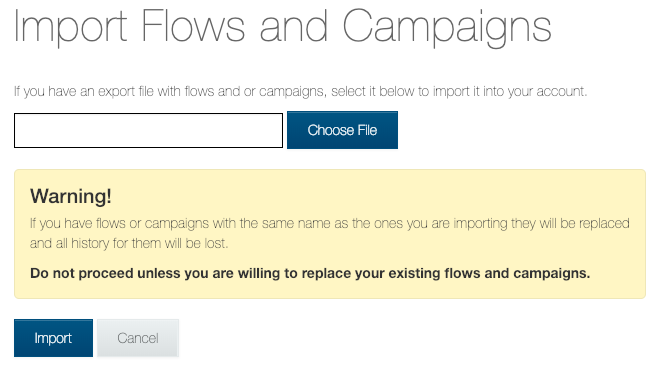 Import Flows and Campaigns
If you have an export file with flows and or campaigns, select it below to import it into your account.
Choose File
Warning!
If you have flows or campaigns with the same name as the ones you are importing they will be replaced
and all history for them will be lost.
Do not proceed unless you are willing to replace your existing flows and campaigns.
Import
Cancel